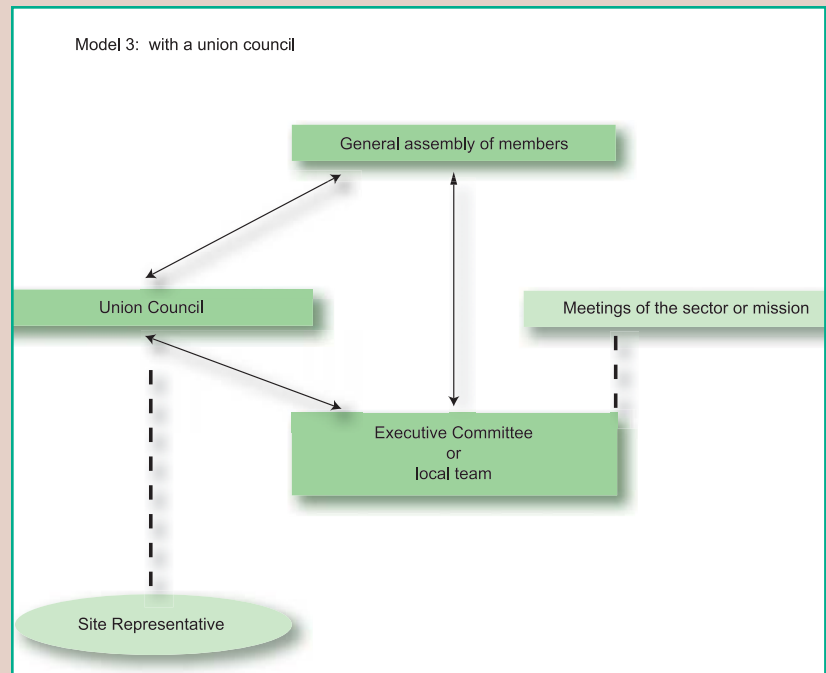 Model 3: with a union council
General assembly of members
Union Council
Meetings of the sector or mission
Executive Committee
or
local team
Site Representative